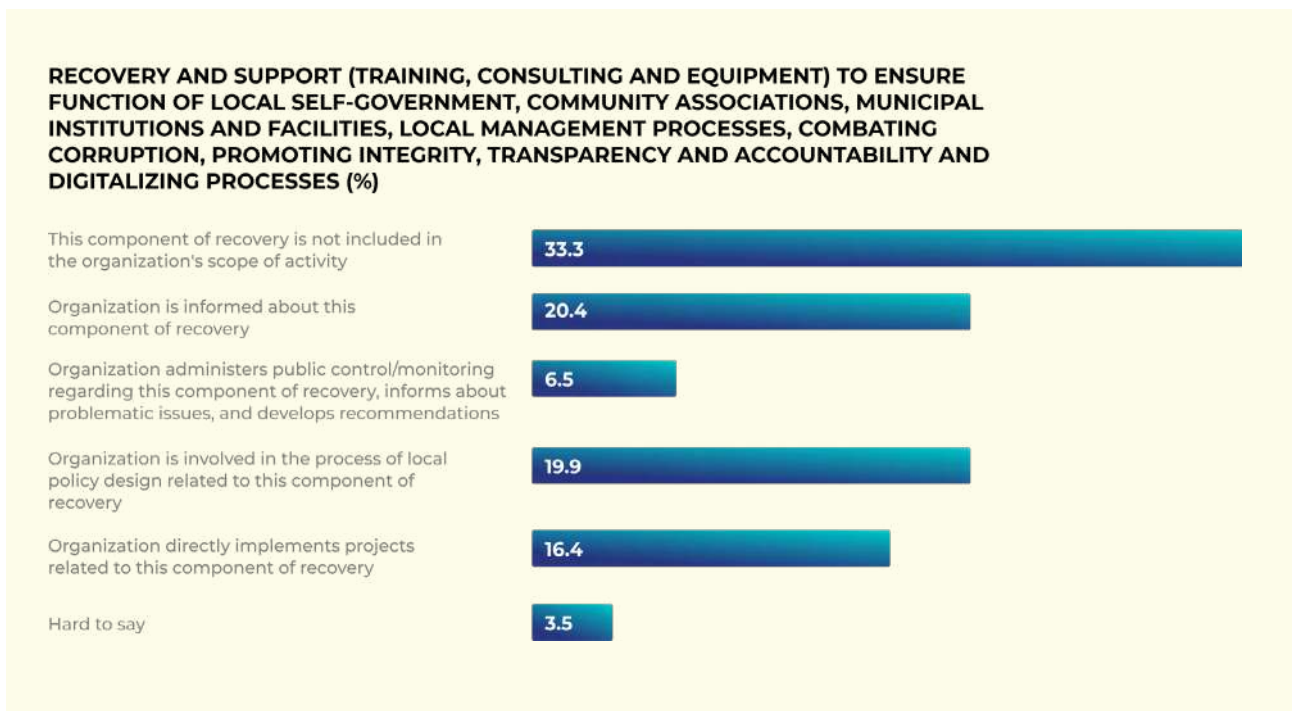 RECOVERY AND SUPPORT (TRAINING, CONSULTING AND EQUIPMENT) TO ENSURE
FUNCTION OF LOCAL SELF-GOVERNMENT, COMMUNITY ASSOCIATIONS, MUNICIPAL
INSTITUTIONS AND FACILITIES, LOCAL MANAGEMENT PROCESSES, COMBATING
CORRUPTION, PROMOTING INTEGRITY, TRANSPARENCY AND ACCOUNTABILITY AND
DIGITALIZING PROCESSES (%)
This component of recovery is not included in
the organization's scope of activity
33.3
Organization is informed about this
component of recovery
20.4
Organization administers public control/monitoring
regarding this component of recovery, informs about
problematic issues, and develops recommendations
6.5
Organization is involved in the process of local
policy design related to this component of
recovery
19.9
Organization directly implements projects
related to this component of recovery
16.4
Hard to say
3.5